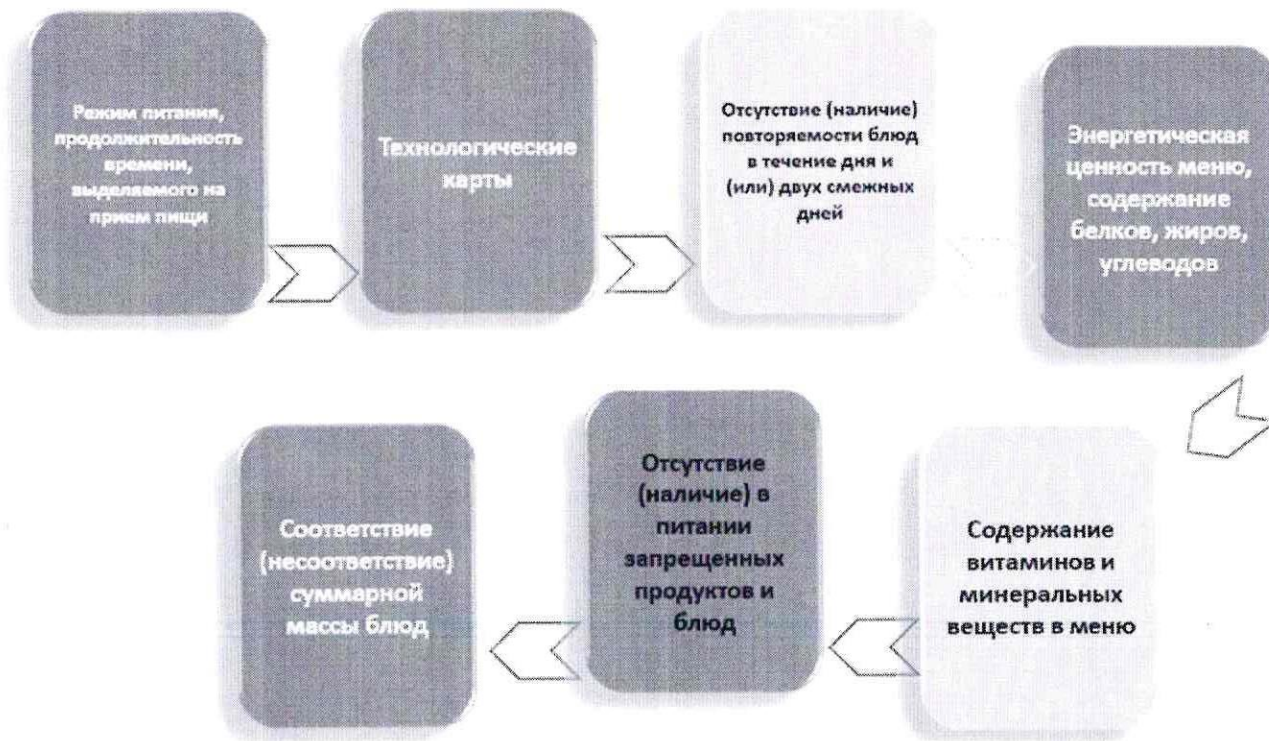 Режим питания,
продолжительность
времени,
выделяемого на
прием пищи
Технологические
карты
Отсутствие (наличие)
повторяемости блюд
в течение дня и
(или) двух смежных
дней
Энергетическая
ценность меню,
содержание
белков, жиров,
углеводов
Содержание
витаминов и
минеральных
веществ в меню
Отсутствие
(наличие) в
питании
запрещенных
продуктов и
блюд
Соответствие
(несоответствие)
суммарной
массы блюд